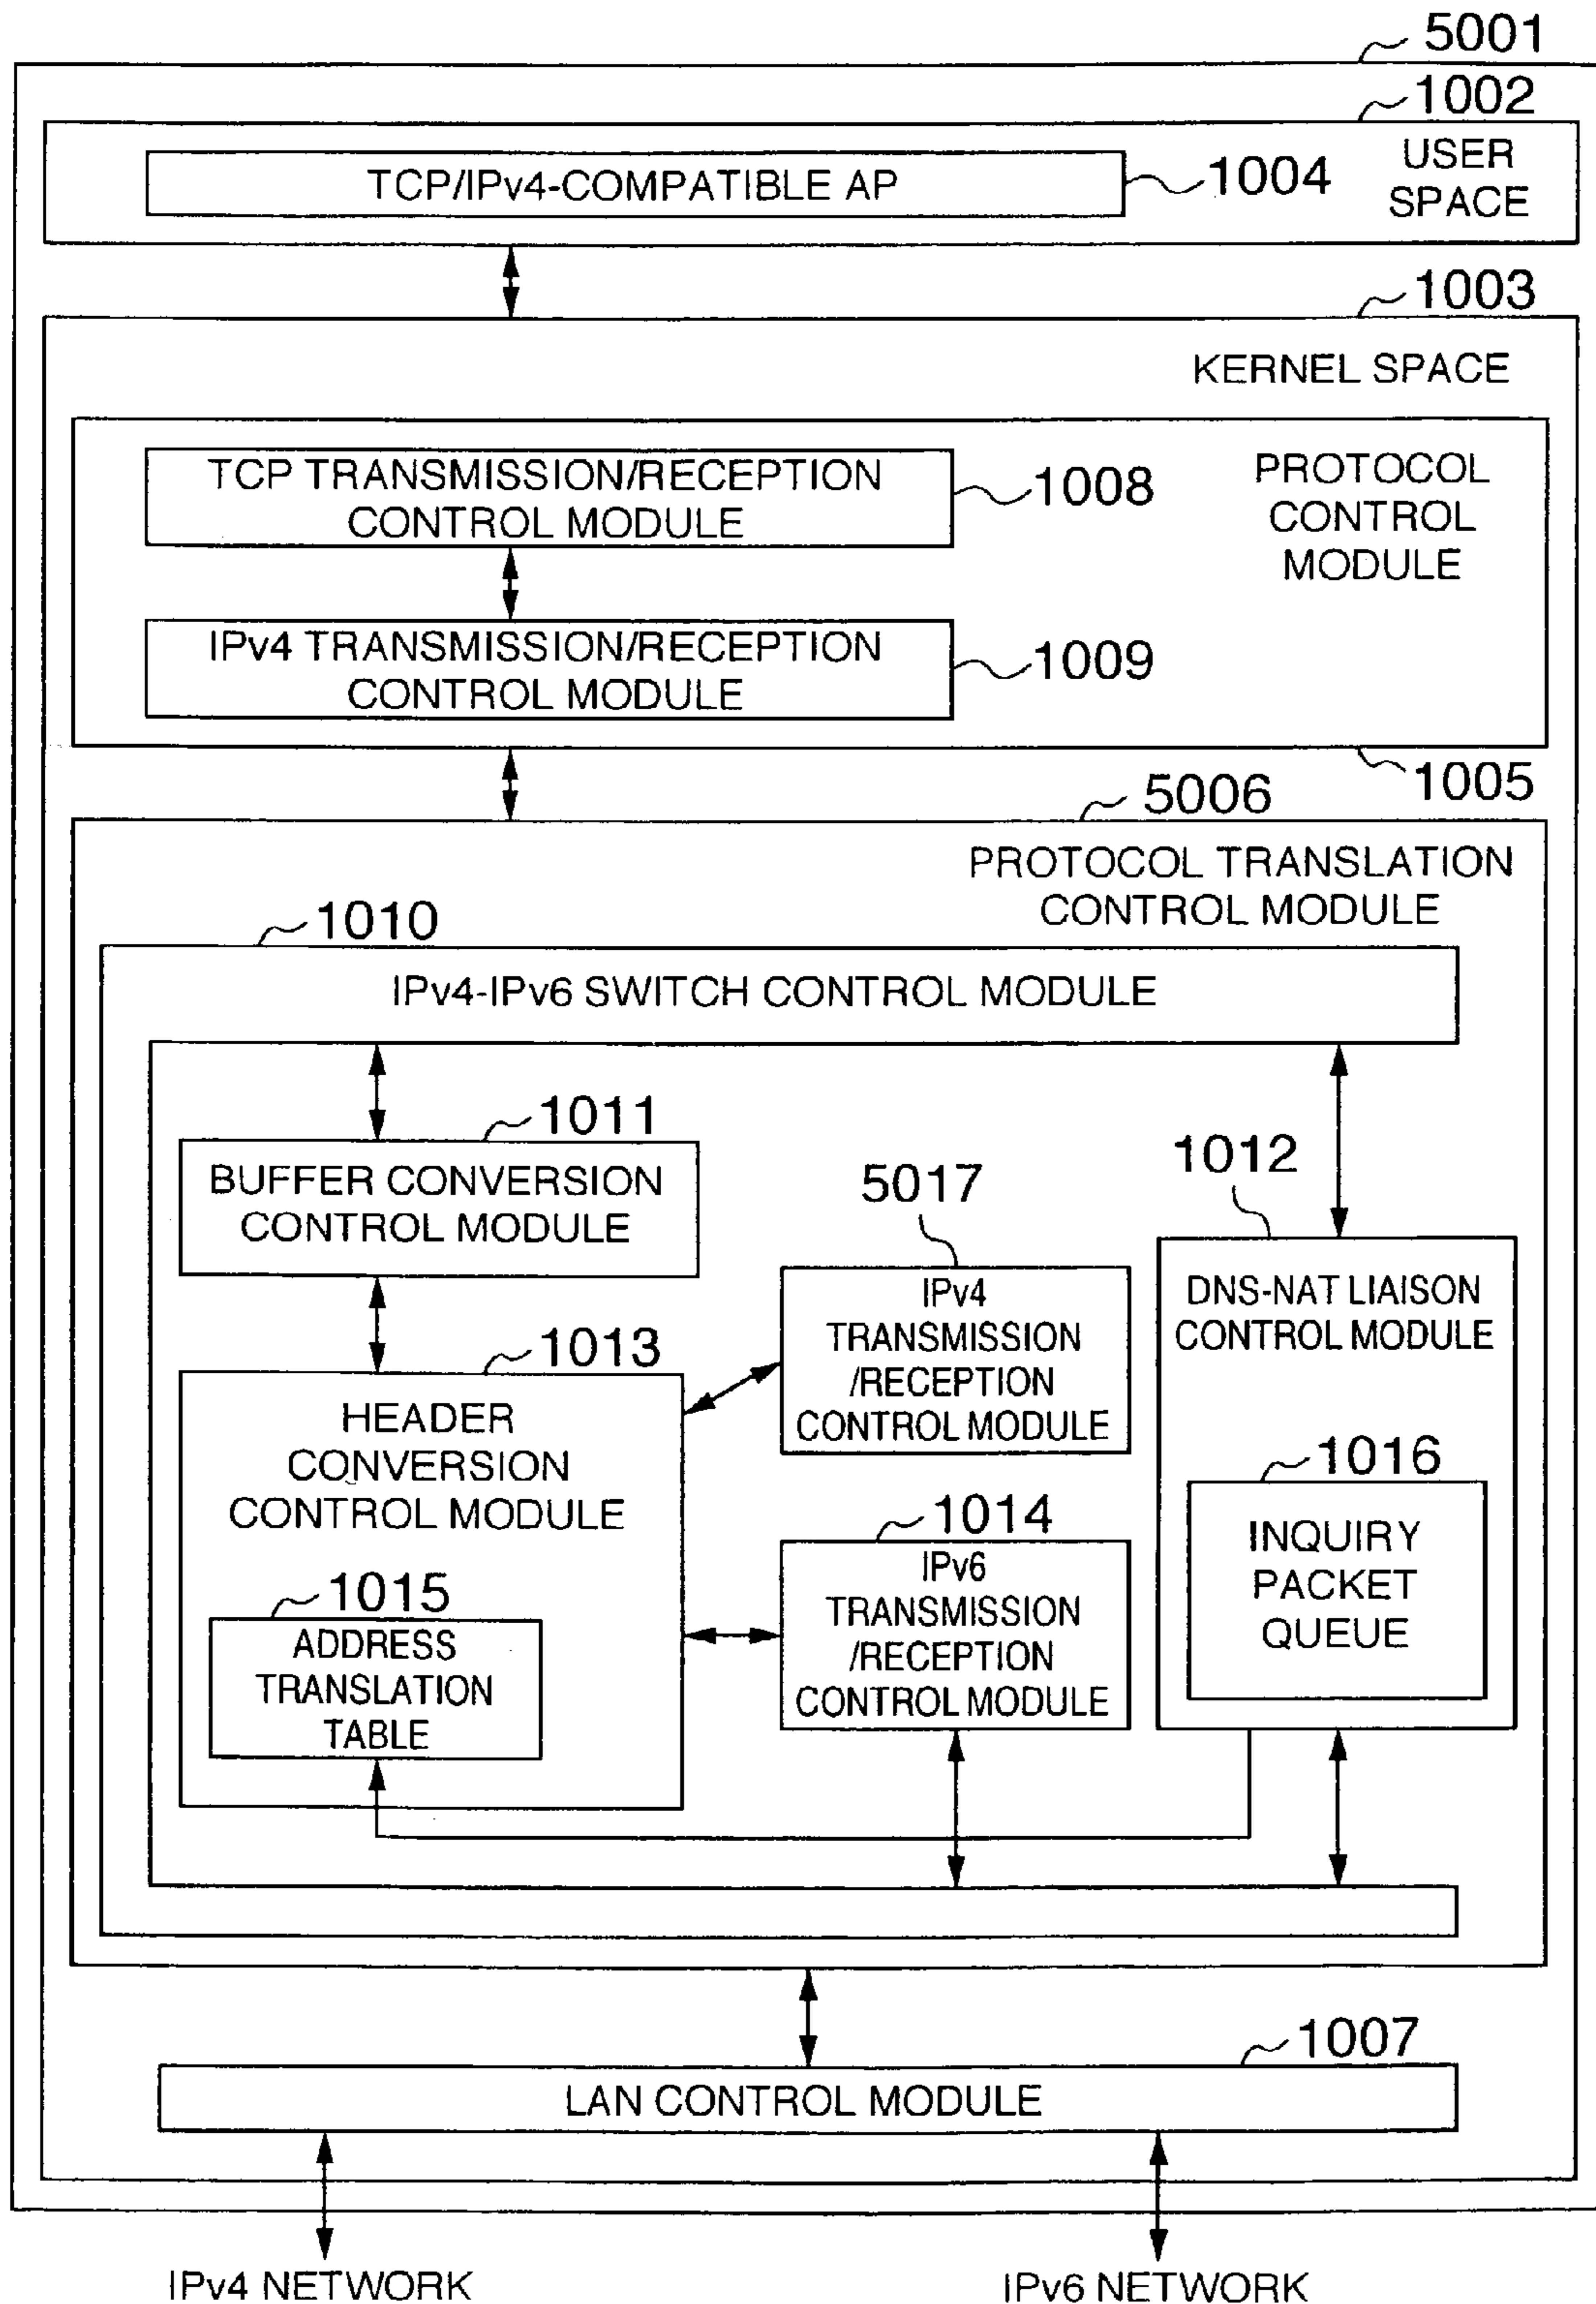 5001
1002
USER
SPACE
TCP/IPv4-COMPATIBLE AP
1004
1003
KERNEL SPACE
TCP TRANSMISSION/RECEPTION
CONTROL MODULE
1008
PROTOCOL
CONTROL
MODULE
IPv4 TRANSMISSION/RECEPTION
CONTROL MODULE
1009
1005
5006
PROTOCOL TRANSLATION
CONTROL MODULE
1010
IPv4-IPv6 SWITCH CONTROL MODULE
1011
BUFFER CONVERSION
CONTROL MODULE
5017
IPv4
TRANSMISSION
/RECEPTION
CONTROL MODULE
1012
DNS-NAT LIAISON
CONTROL MODULE
1013
HEADER
CONVERSION
CONTROL MODULE
1014
IPv6
TRANSMISSION
/RECEPTION
CONTROL MODULE
1016
INQUIRY
PACKET
QUEUE
1015
ADDRESS
TRANSLATION
TABLE
1007
LAN CONTROL MODULE
IPv4 NETWORK
IPv6 NETWORK